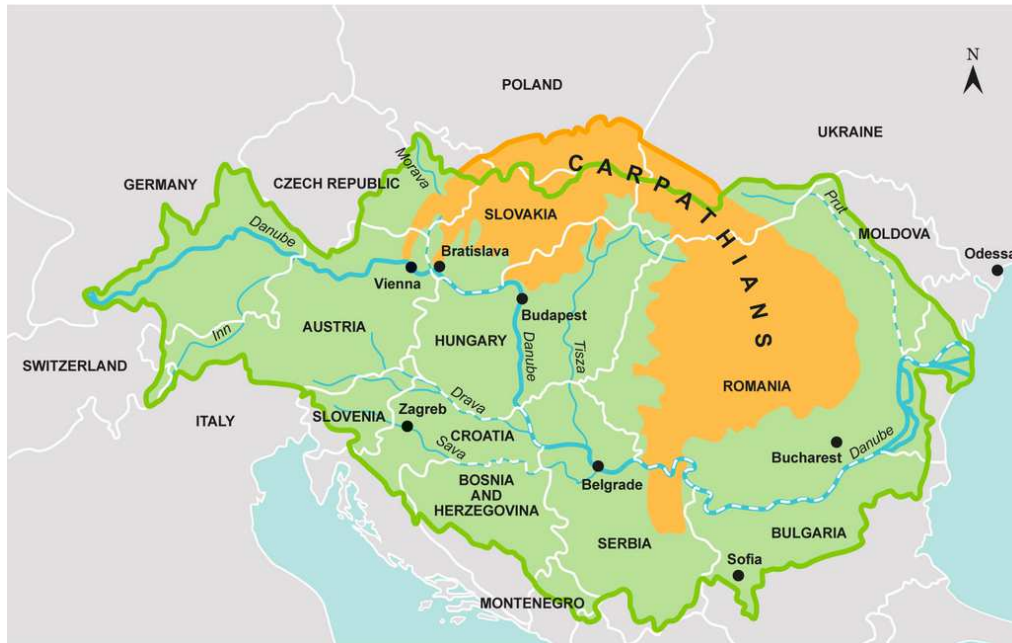 N
POLAND
UKRAINE
CARPATHIANS
Morava
GERMANY
CZECH REPUBLIC
Prut
SLOVAKIA
Danube
MOLDOVA
Bratislava
Odessa
Vienna
Budapest
Inn
AUSTRIA
HUNGARY
Danube
Tisza
SWITZERLAND
ROMANIA
Drava
ITALY
SLOVENIA
Zagreb
CROATIA
Sava
Danube
Bucharest
BOSNIA
AND
HERZEGOVINA
Belgrade
BULGARIA
SERBIA
Sofia
MONTENEGRO